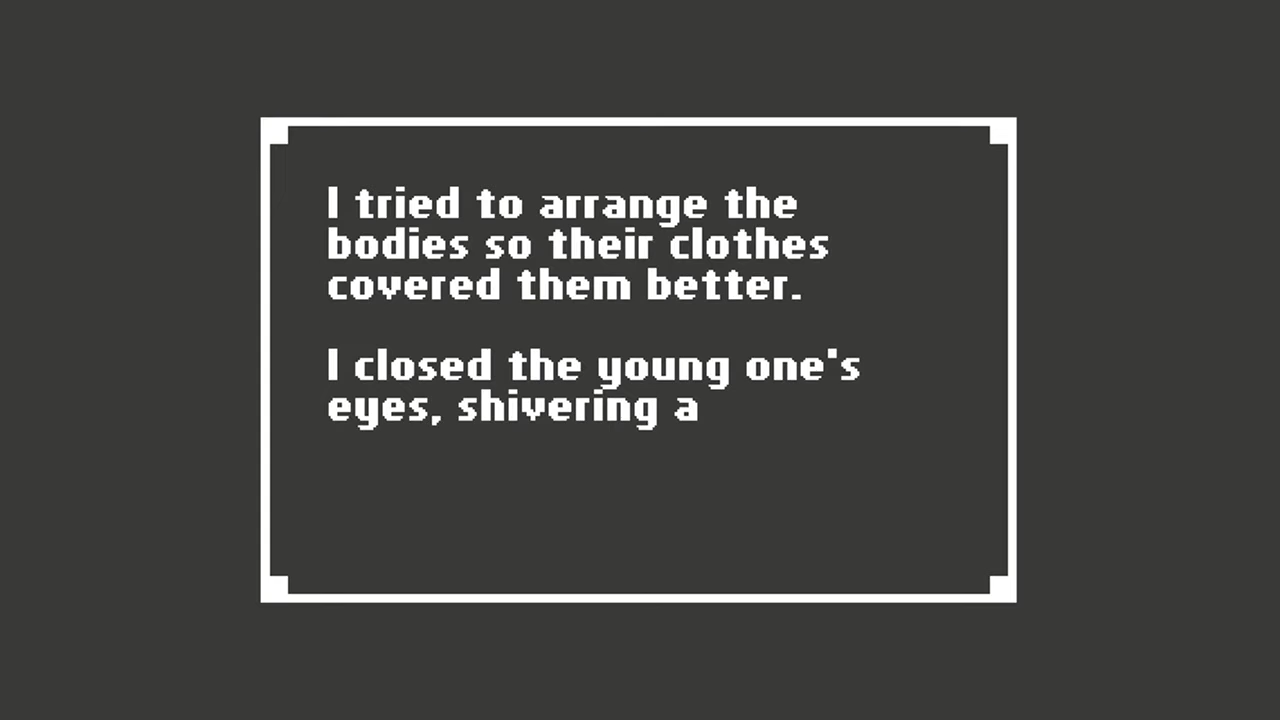 I tried to arrange the
bodies so their clothes
covered them better.
I closed the young one's
eyes, shivering a